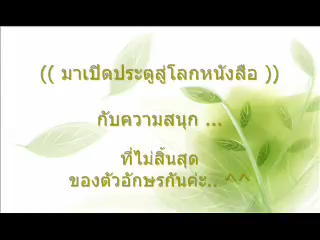 (( มาเปิดประตูสู่โลกหนังสือ ))
กับความสนุก ...
ที่ไม่สิ้นสุด
ของตัวอักษรกันค่ะ.. ^^